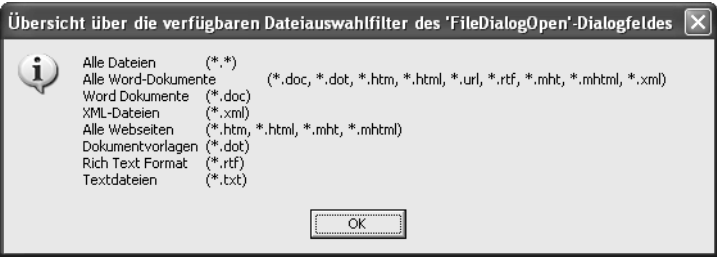 Übersicht über die verfügbaren Dateiauswahlfilter des 'FileDialogOpen'-Dialogfeldes
Alle Dateien (*.*)
Alle Word-Dokumente (*.doc, *.dot, *.htm, *.html, *.url, *.rtf, *.mht, *.mhtml, *.xml)
Word Dokumente (*.doc)
XML-Dateien (*.xml)
Alle Webseiten (*.htm, *.html, *.mht, *.mhtml)
Dokumentvorlagen (*.dot)
Rich Text Format (*.rtf)
Textdateien (*.txt)
OK